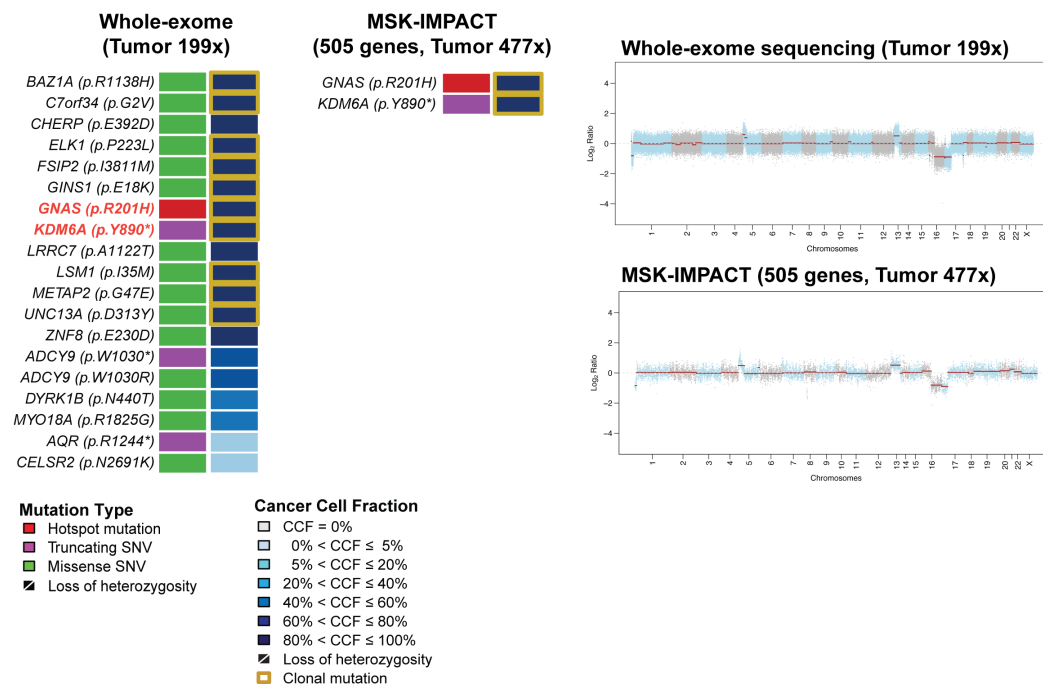 Whole-exome
(Tumor 199x)
BAZ1A (p.R1138H)
C7orf34 (p.G2V)
CHERP (p.E392D)
ELK1 (p.P223L)
FSIP2 (p.I3811M)
GINS1 (p.E18K)
GNAS (p.R201H)
KDM6A (p.Y890*)
LRRC7 (p.A1122T)
LSM1 (p.I35M)
METAP2 (p.G47E)
UNC13A (p.D313Y)
ZNF8 (p.E230D)
ADCY9 (p.W1030*)
ADCY9 (p.W1030R)
DYRK1B (p.N440T)
MYO18A (p.R1825G)
AQR (p.R1244*)
CELSR2 (p.N2691K)
MSK-IMPACT
(505 genes, Tumor 477x)
GNAS (p.R201H)
KDM6A (p.Y890*)
Whole-exome sequencing (Tumor 199x)
4
2
0
−2
−4
Log2 Ratio
1 2 3 4 5 6 7 8 9 10 11 12 13 14 15 16 17 18 19 20 22 X
Chromosomes
MSK-IMPACT (505 genes, Tumor 477x)
4
2
0
−2
−4
Log2 Ratio
1 2 3 4 5 6 7 8 9 10 11 12 13 14 15 16 17 18 19 20 22 X
Chromosomes
Mutation Type
Hotspot mutation
Truncating SNV
Missense SNV
Loss of heterozygosity
Cancer Cell Fraction
CCF = 0%
0% < CCF ≤ 5%
5% < CCF ≤ 20%
20% < CCF ≤ 40%
40% < CCF ≤ 60%
60% < CCF ≤ 80%
80% < CCF ≤ 100%
Loss of heterozygosity
Clonal mutation